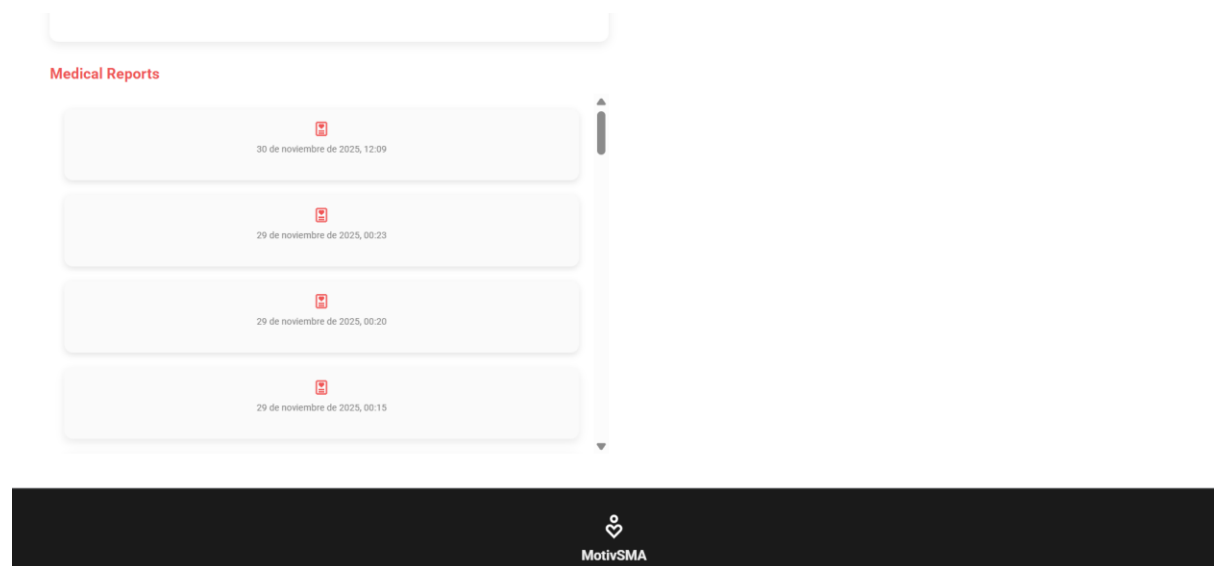 Medical Reports
30 de noviembre de 2025, 12:09
29 de noviembre de 2025, 00:23
29 de noviembre de 2025, 00:20
29 de noviembre de 2025, 00:15
MotivSMA